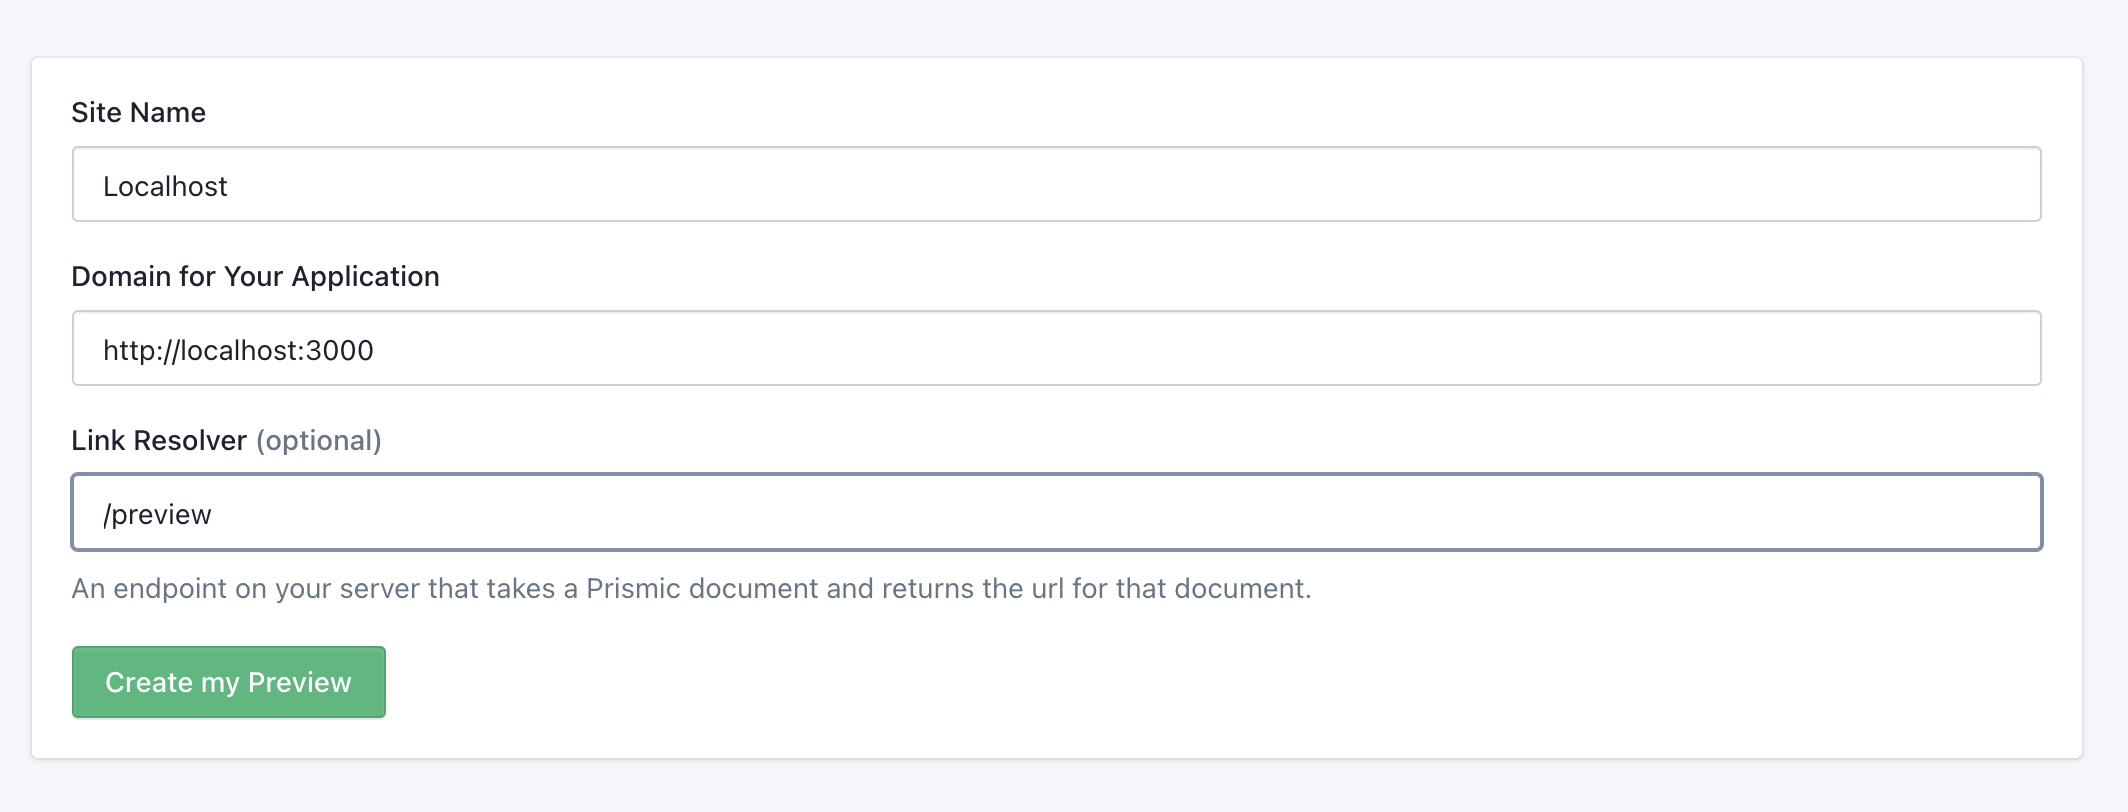 Site Name
Localhost
Domain for Your Application
http://localhost:3000
Link Resolver (optional)
/preview
An endpoint on your server that takes a Prismic document and returns the url for that document.
Create my Preview